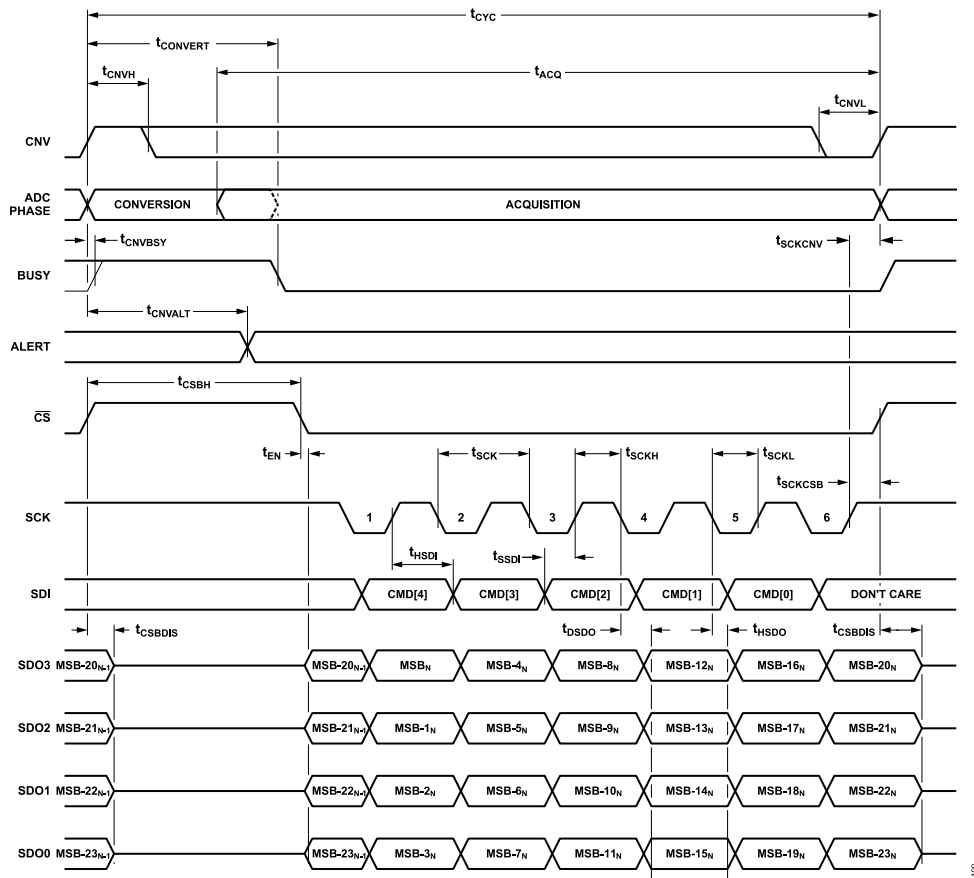 tCYC
tCONVERT
tACQ
tCNVH
tCNVL
CNV
ADC PHASE CONVERSION ACQUISITION
tCNVBSY tSCKCNV
BUSY
tCNVALT
ALERT
tCSBH
CS
tEN tSCK tSCKH tSCKL
tSCKCSB
SCK 1 2 3 4 5 6
tHSDI tSSDI
SDI CMD[4] CMD[3] CMD[2] CMD[1] CMD[0] DON'T CARE
tCSBDIS tDSDO tHSDO tCSBDIS
SDO3 MSB-20N-1 MSB-20N-1 MSBN MSB-4N MSB-8N MSB-12N MSB-16N MSB-20N
SDO2 MSB-21N-1 MSB-21N-1 MSB-1N MSB-5N MSB-9N MSB-13N MSB-17N MSB-21N
SDO1 MSB-22N-1 MSB-22N-1 MSB-2N MSB-6N MSB-10N MSB-14N MSB-18N MSB-22N
SDO0 MSB-23N-1 MSB-23N-1 MSB-3N MSB-7N MSB-11N MSB-15N MSB-19N MSB-23N